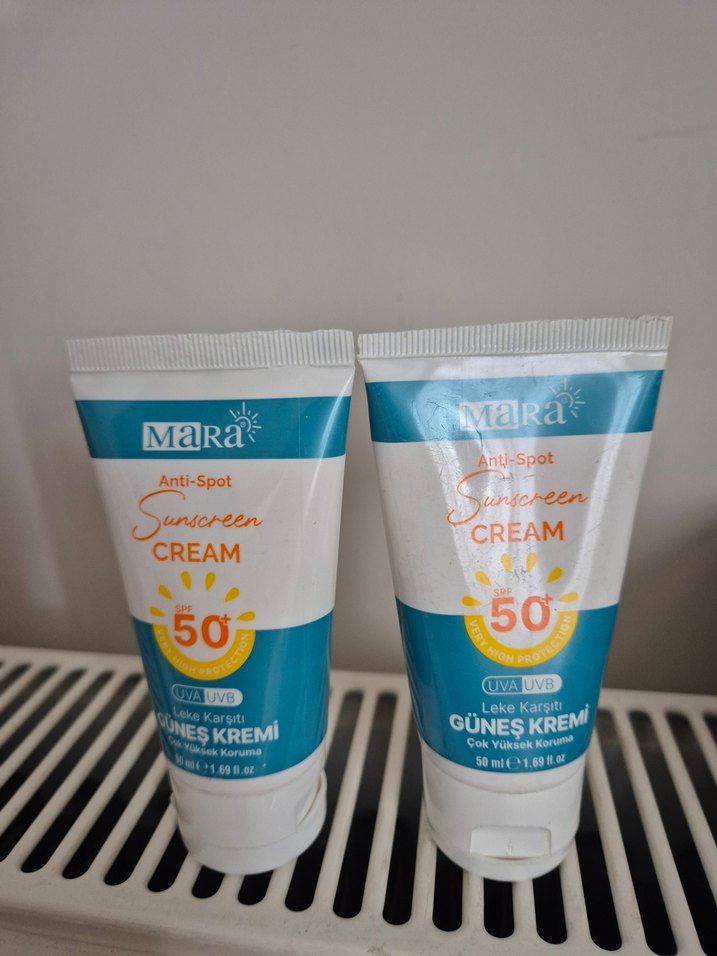 MaRa
Anti-Spot
Sunscreen
CREAM
SPF
50+
VERY HIGH PROTECTION
UVA UVB
Leke Karşıtı
GÜNEŞ KREMİ
Çok Yüksek Koruma
50 ml e 1.69 fl.oz
MaRa
Anti-Spot
Sunscreen
CREAM
SPF
50+
VERY HIGH PROTECTION
UVA UVB
Leke Karşıtı
GÜNEŞ KREMİ
Çok Yüksek Koruma
50 ml e 1.69 fl.oz